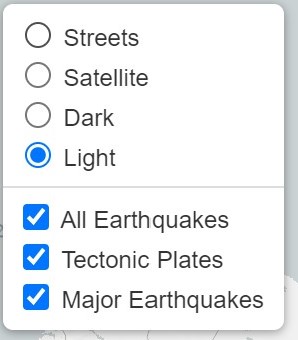 Streets
Satellite
Dark
Light
All Earthquakes
Tectonic Plates
Major Earthquakes